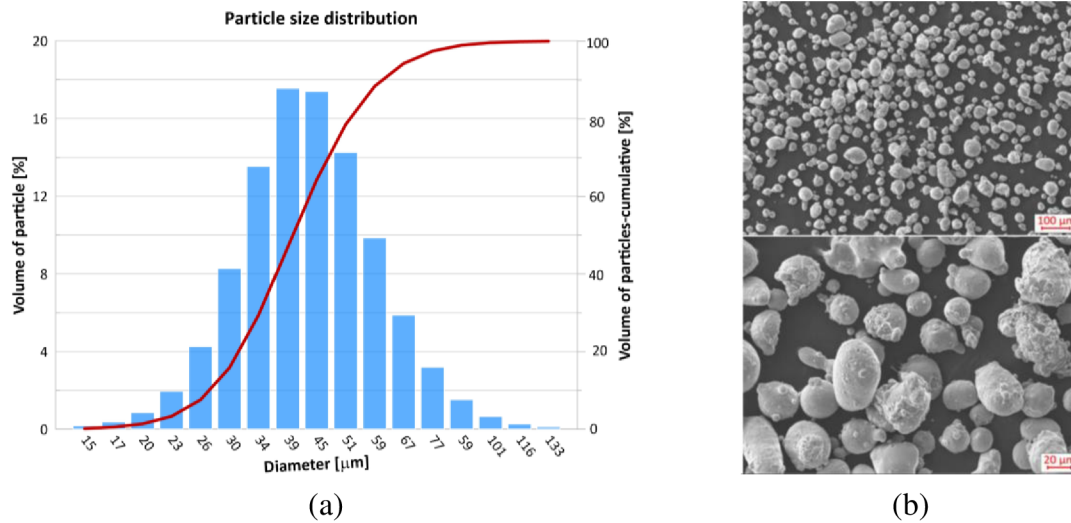 Particle size distribution
Volume of particle [%]
20
16
12
8
4
0
100
80
60
40
20
0
Volume of particles-cumulative [%]
15 17 20 23 26 30 34 39 45 51 59 67 77 59 101 116 133
Diameter [μm]
(a)
100 μm
20 μm
(b)